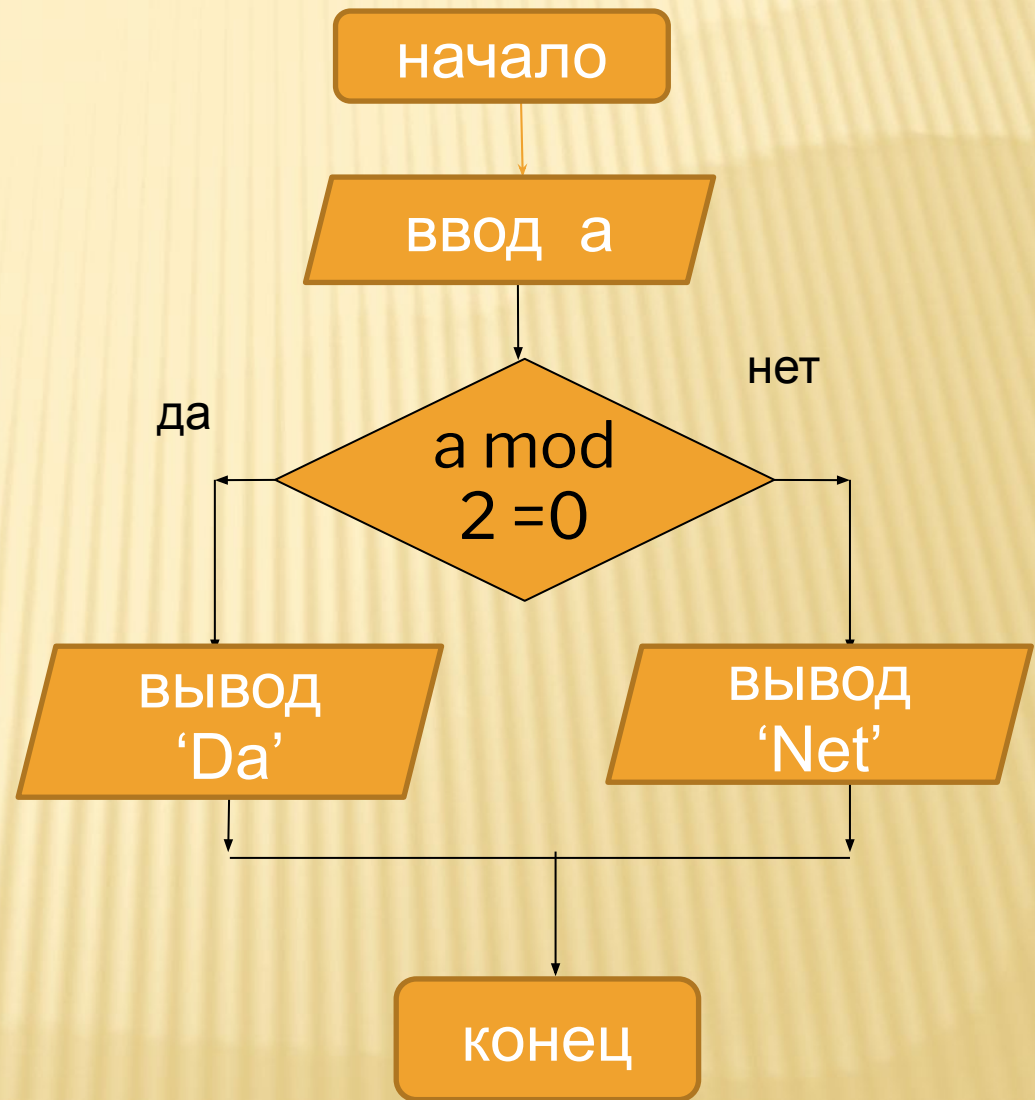 начало
ввод a
нет
да
a mod
2 =0
вывод
‘Da’
вывод
‘Net’
конец